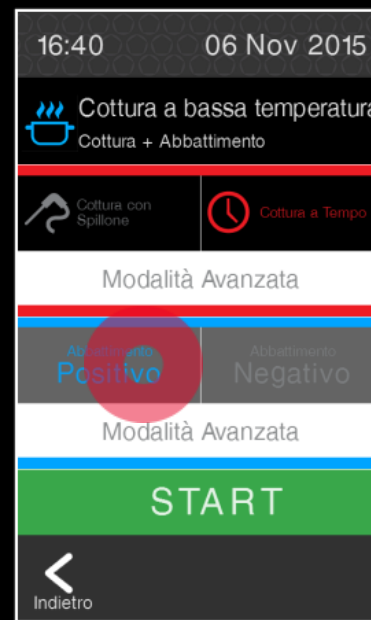 16:40 06 Nov 2015
Cottura a bassa temperatura
Cottura + Abbattimento
Cottura con
Spillone
Cottura a Tempo
Modalità Avanzata
Abbattimento
Positivo
Abbattimento
Negativo
Modalità Avanzata
START
Indietro